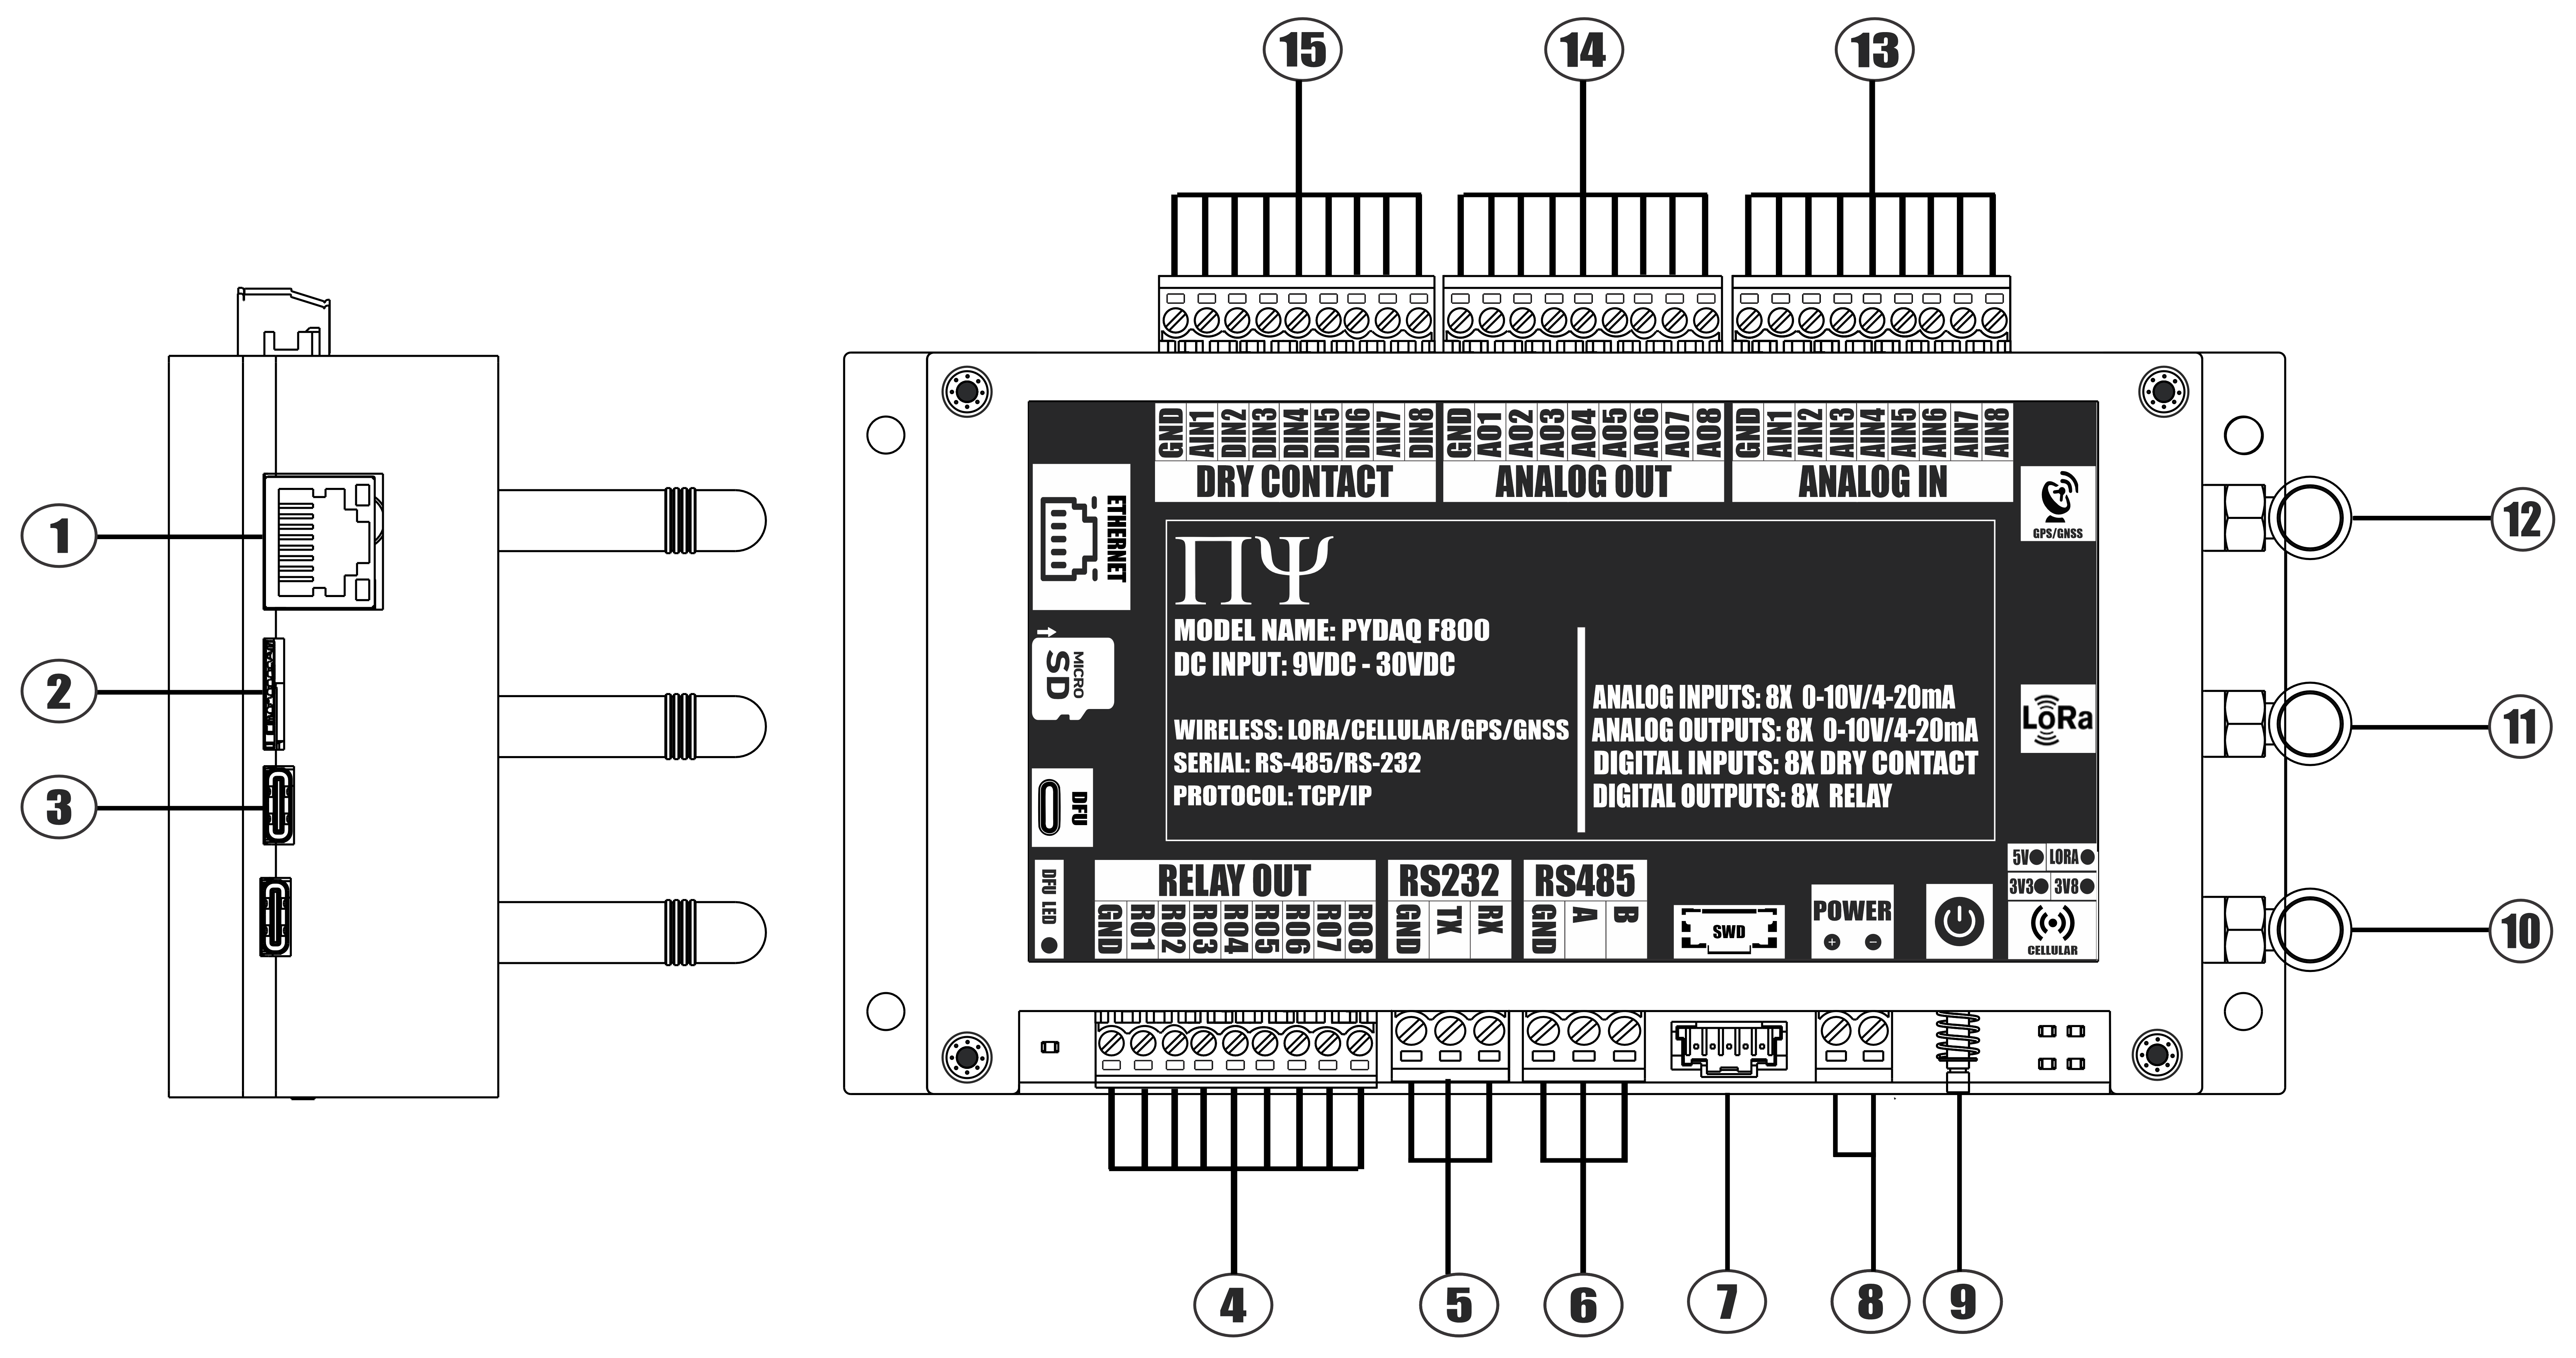 15
14
13
GND AIN1 DIN2 DIN3 DIN4 DIN5 DIN6 AIN7 DIN8
DRY CONTACT
GND AO1 AO2 AO3 AO4 AO5 AO6 AO7 AO8
ANALOG OUT
GND AIN1 AIN2 AIN3 AIN4 AIN5 AIN6 AIN7 AIN8
ANALOG IN
ETHERNET
GPS/GNSS
1
12
ΠΨ
MODEL NAME: PYDAQ F800
DC INPUT: 9VDC - 30VDC
WIRELESS: LORA/CELLULAR/GPS/GNSS
SERIAL: RS-485/RS-232
PROTOCOL: TCP/IP
ANALOG INPUTS: 8X 0-10V/4-20mA
ANALOG OUTPUTS: 8X 0-10V/4-20mA
DIGITAL INPUTS: 8X DRY CONTACT
DIGITAL OUTPUTS: 8X RELAY
2
MICRO
SD
LoRa
11
3
DFU
DFU LED
RELAY OUT
GND RO1 RO2 RO3 RO4 RO5 RO6 RO7 RO8
RS232
GND TX RX
RS485
GND A B
SWD
POWER
+ −
5V LORA
3V3 3V8
CELLULAR
10
4
5
6
7
8
9